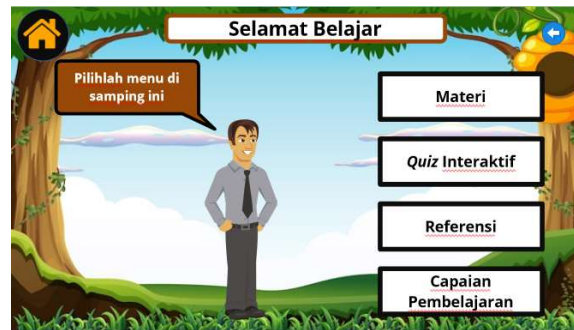 Selamat Belajar
Pilihlah menu di
samping ini
Materi
Quiz Interaktif
Referensi
Capaian
Pembelajaran